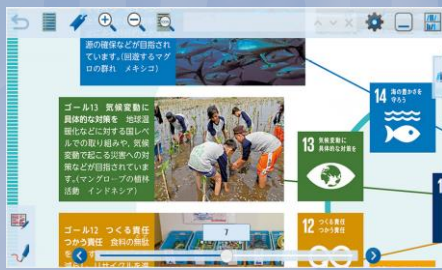 源の確保などが目指され
ています。(回遊するマグ
ロの群れ メキシコ)
14 海の豊かさを
守ろう
ゴール13 気候変動に
具体的な対策を 地球温
暖化などに対する国レベ
ルでの取り組みや、気候
変動で起こる災害への対
策などが目指されていま
す。(マングローブの植林
活動 インドネシア)
13 気候変動に
具体的な対策を
ゴール12 つくる責任
つかう責任 食料の無駄
7
12 つくる責任
つかう責任